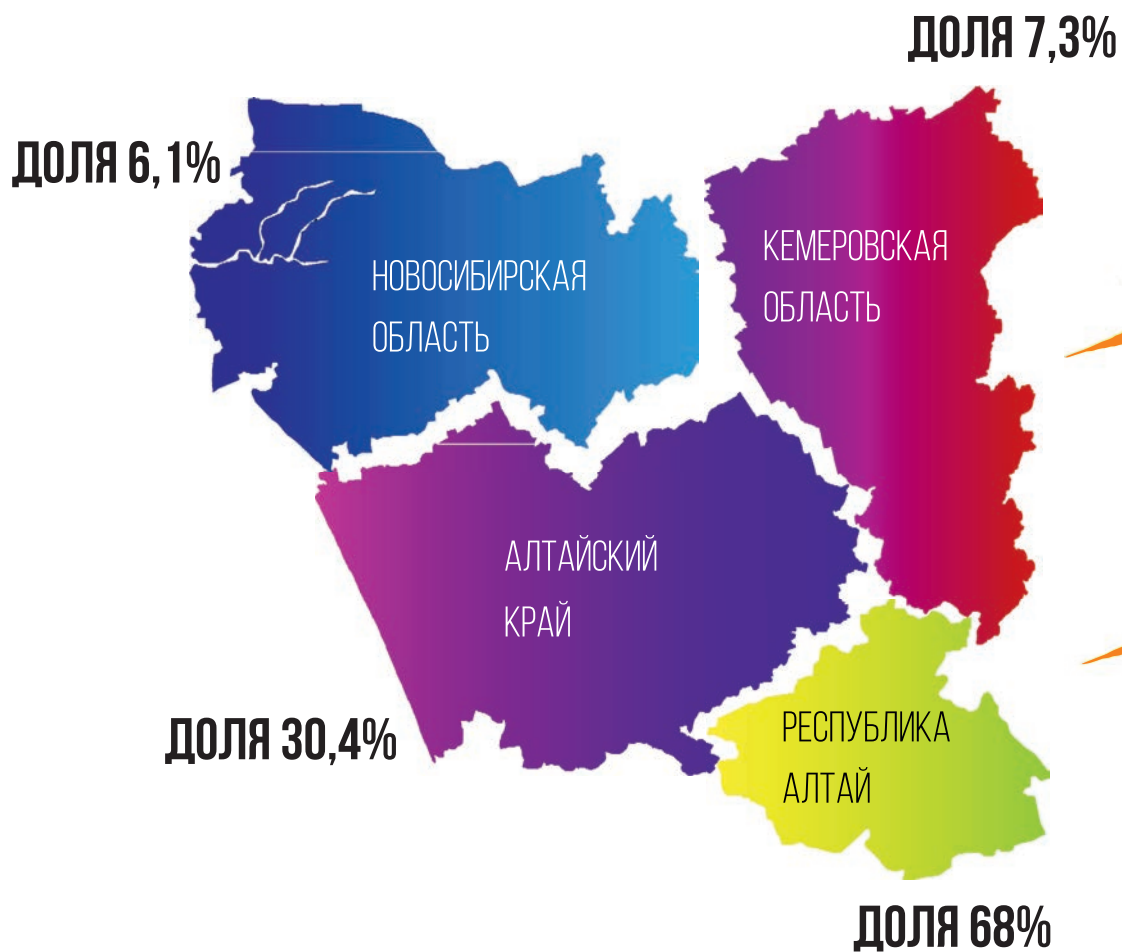 ДОЛЯ 7,3%
ДОЛЯ 6,1%
НОВОСИБИРСКАЯ
ОБЛАСТЬ
КЕМЕРОВСКАЯ
ОБЛАСТЬ
АЛТАЙСКИЙ
КРАЙ
ДОЛЯ 30,4%
РЕСПУБЛИКА
АЛТАЙ
ДОЛЯ 68%